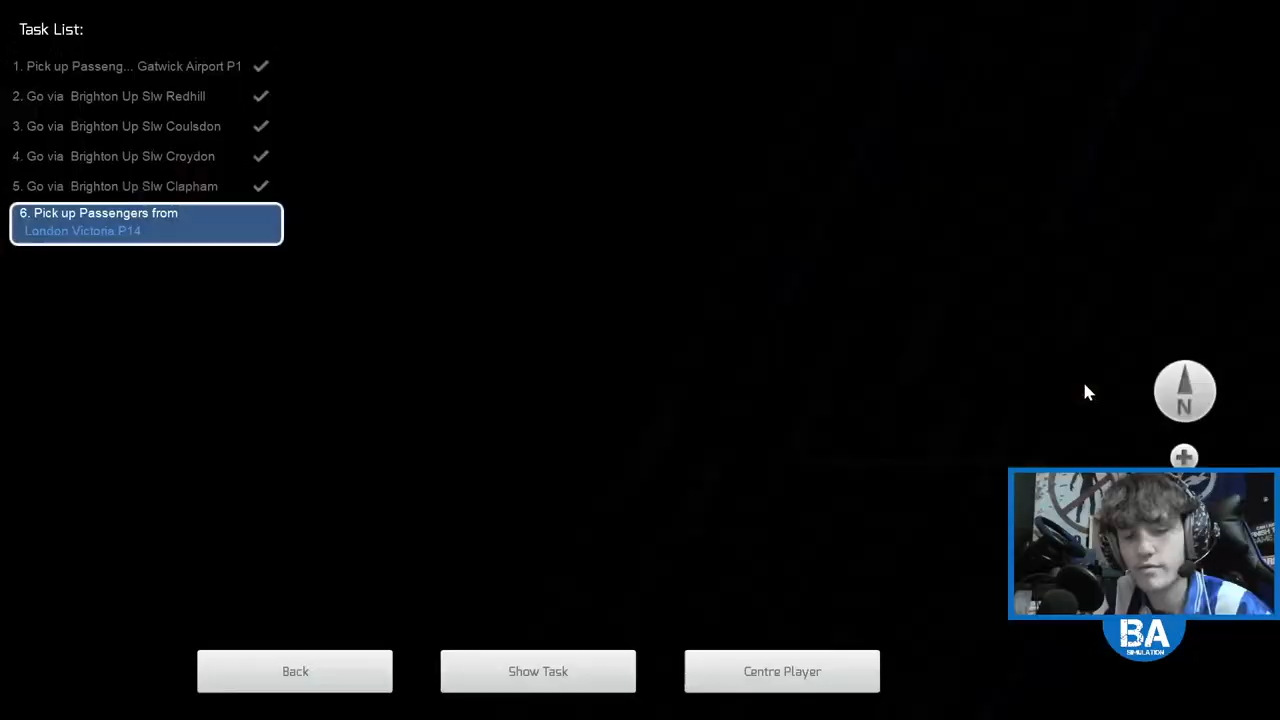 Task List:
1. Pick up Passeng... Gatwick Airport P1
2. Go via Brighton Up Slw Redhill
3. Go via Brighton Up Slw Coulsdon
4. Go via Brighton Up Slw Croydon
5. Go via Brighton Up Slw Clapham
6. Pick up Passengers from
London Victoria P14
N
BA
SIMULATION
Back
Show Task
Centre Player